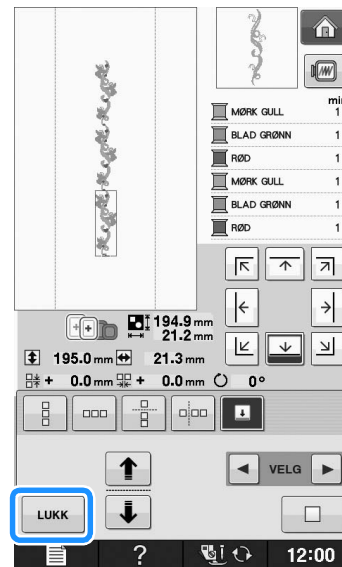 min
MØRK GULL 1
BLAD GRØNN 1
RØD 1
MØRK GULL 1
BLAD GRØNN 1
RØD 1
194.9 mm
21.2 mm
195.0 mm 21.3 mm
+ 0.0 mm + 0.0 mm 0°
VELG
LUKK
? 12:00